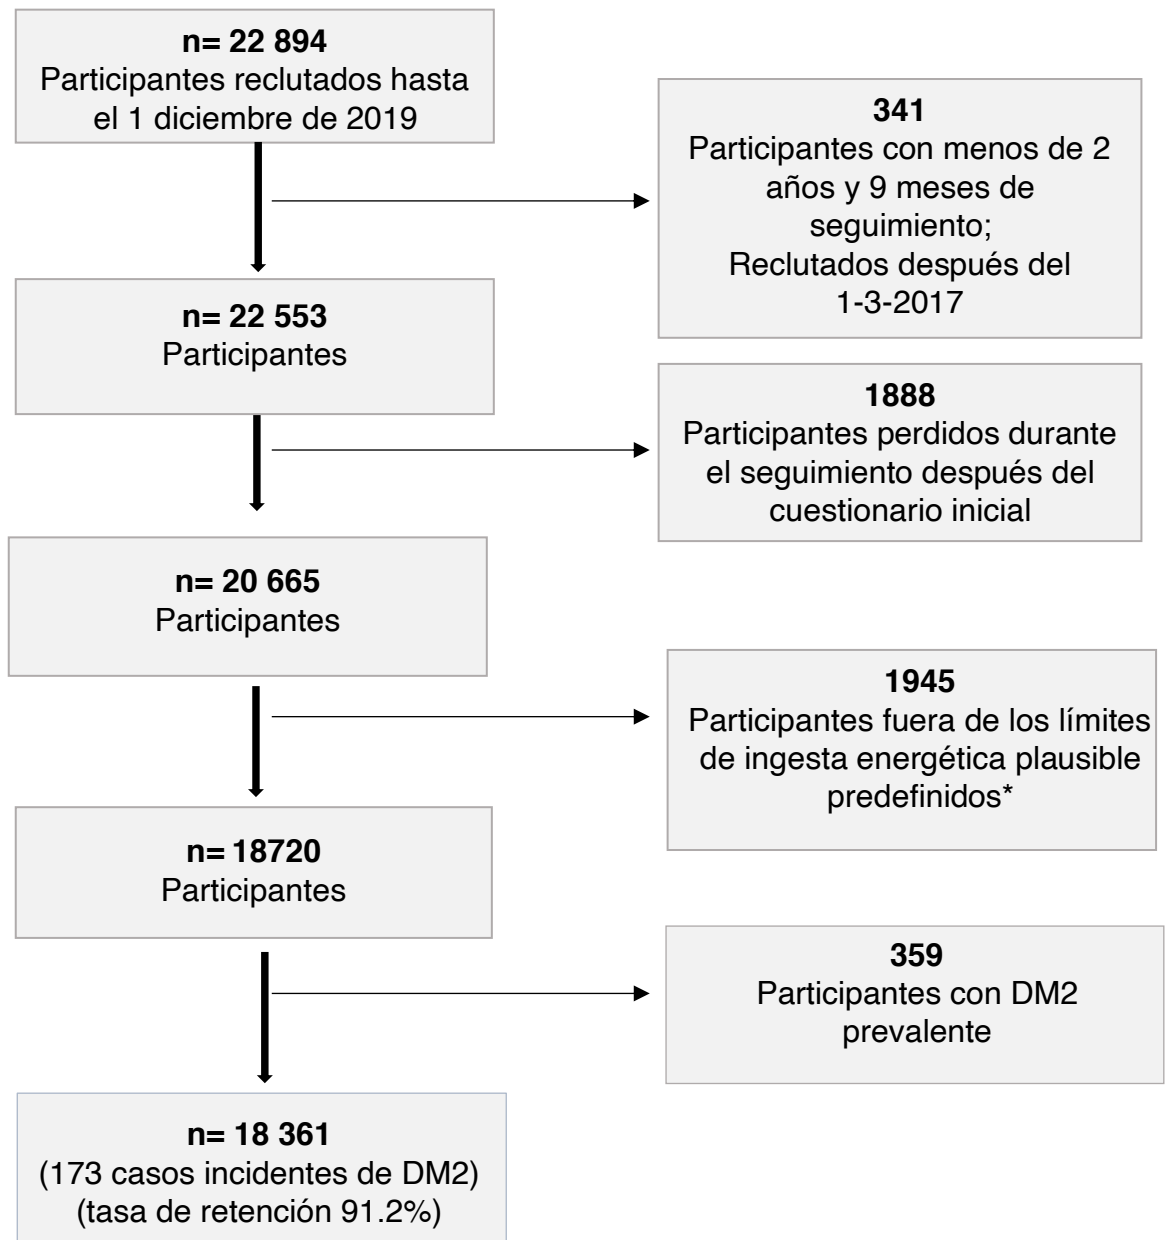 n= 22 894
Participantes reclutados hasta
el 1 diciembre de 2019
341
Participantes con menos de 2
años y 9 meses de
seguimiento;
Reclutados después del
1-3-2017
n= 22 553
Participantes
1888
Participantes perdidos durante
el seguimiento después del
cuestionario inicial
n= 20 665
Participantes
1945
Participantes fuera de los límites
de ingesta energética plausible
predefinidos*
n= 18720
Participantes
359
Participantes con DM2
prevalente
n= 18 361
(173 casos incidentes de DM2)
(tasa de retención 91.2%)